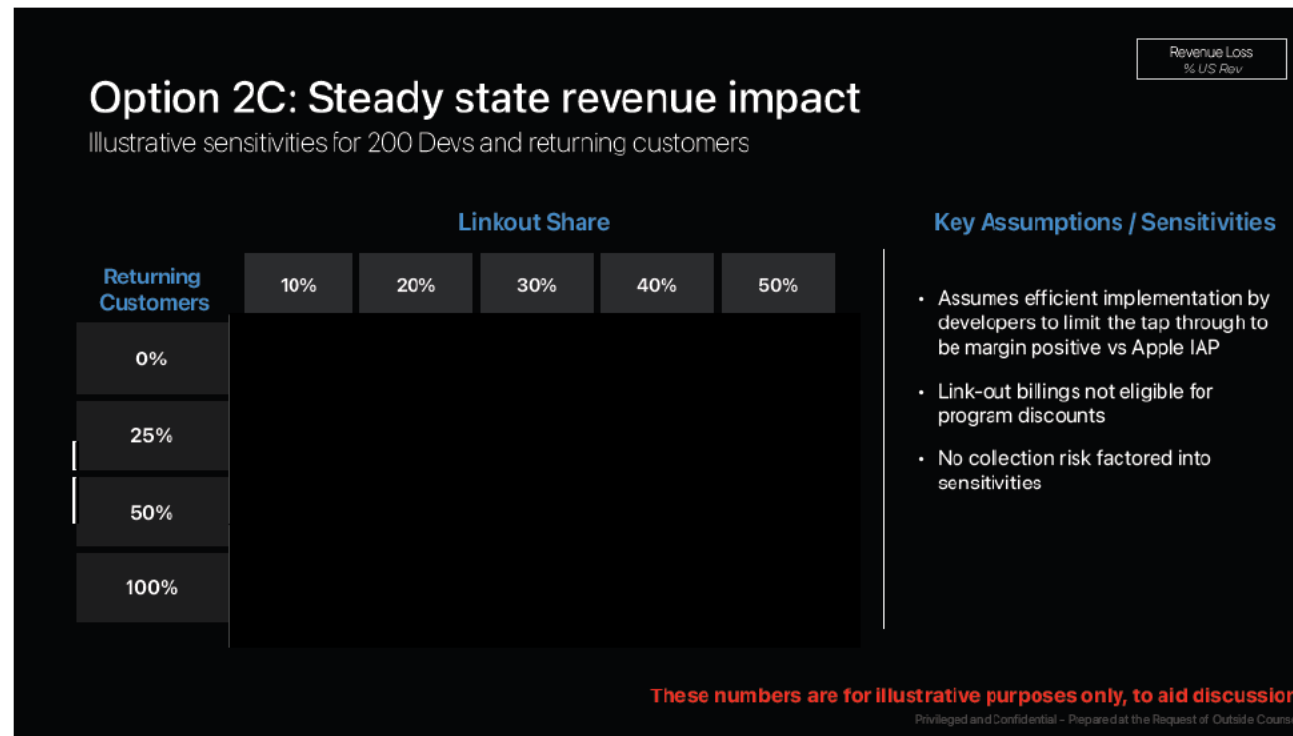 Revenue Loss
% US Rev
Option 2C: Steady state revenue impact
Illustrative sensitivities for 200 Devs and returning customers
Linkout Share
Returning
Customers
10% 20% 30% 40% 50%
0%
25%
50%
100%
Key Assumptions / Sensitivities
• Assumes efficient implementation by
developers to limit the tap through to
be margin positive vs Apple IAP
• Link-out billings not eligible for
program discounts
• No collection risk factored into
sensitivities
These numbers are for illustrative purposes only, to aid discussion
Privileged and Confidential – Prepared at the Request of Outside Couns